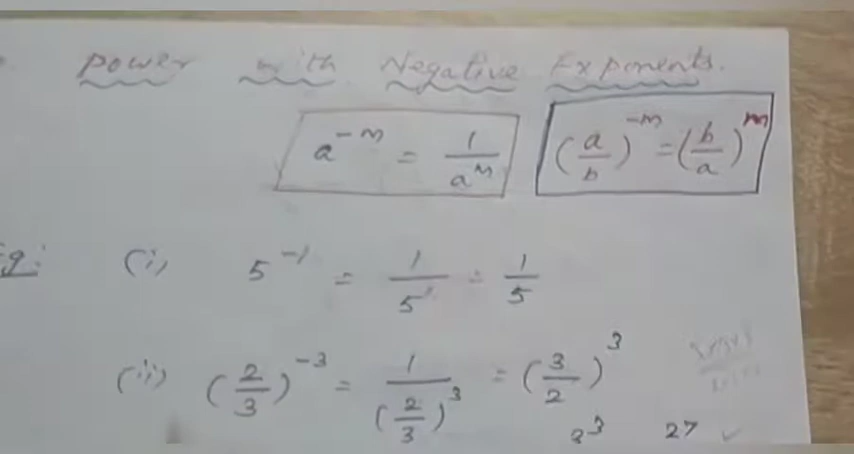 Power with Negative Exponents.
a^-m = 1/a^m (a/b)^-m = (b/a)^m
Eg: (i) 5^-1 = 1/5^1 = 1/5
(ii) (2/3)^-3 = 1/(2/3)^3 = (3/2)^3
3^3 27